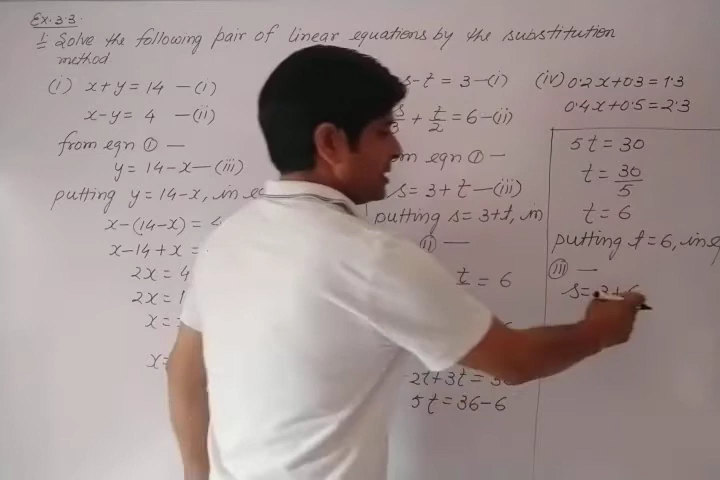 Ex. 3.3.
1. Solve the following pair of linear equations by the substitution
method
(i) x+y = 14 —(i)
x-y = 4 —(ii)
from eqn ① —
y = 14-x —(iii)
putting y = 14-x, in
x-(14-x) = 4
x-14+x =
2x = 4
2x = 1
x =
x=
s-t = 3 —(i)
s/3 + t/2 = 6 —(ii)
eqn ① —
s = 3+t —(iii)
putting s = 3+t, in
(ii) —
t = 6
2t+3t =
5t = 36-6
(iv) 0.2x+0.3 = 1.3
0.4x+0.5 = 2.3
5t = 30
t = 30/5
t = 6
putting t = 6, in
(iii) —
s = 3+6